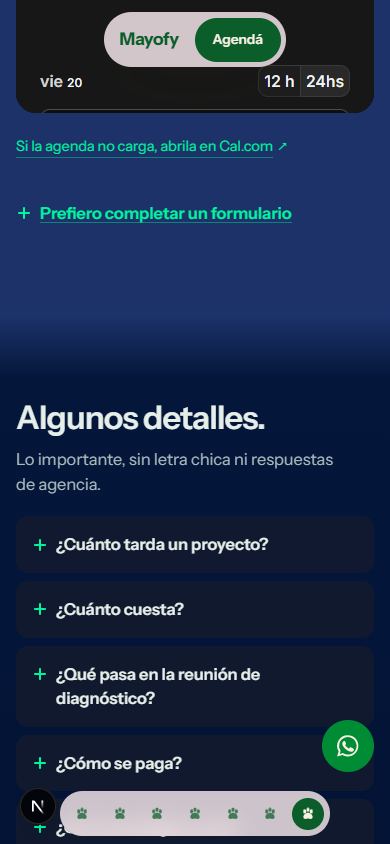 Mayofy
Agendá
vie 20
12 h
24hs
Si la agenda no carga, abrila en Cal.com ↗
+ Prefiero completar un formulario
Algunos detalles.
Lo importante, sin letra chica ni respuestas
de agencia.
+ ¿Cuánto tarda un proyecto?
+ ¿Cuánto cuesta?
+ ¿Qué pasa en la reunión de
diagnóstico?
+ ¿Cómo se paga?
N